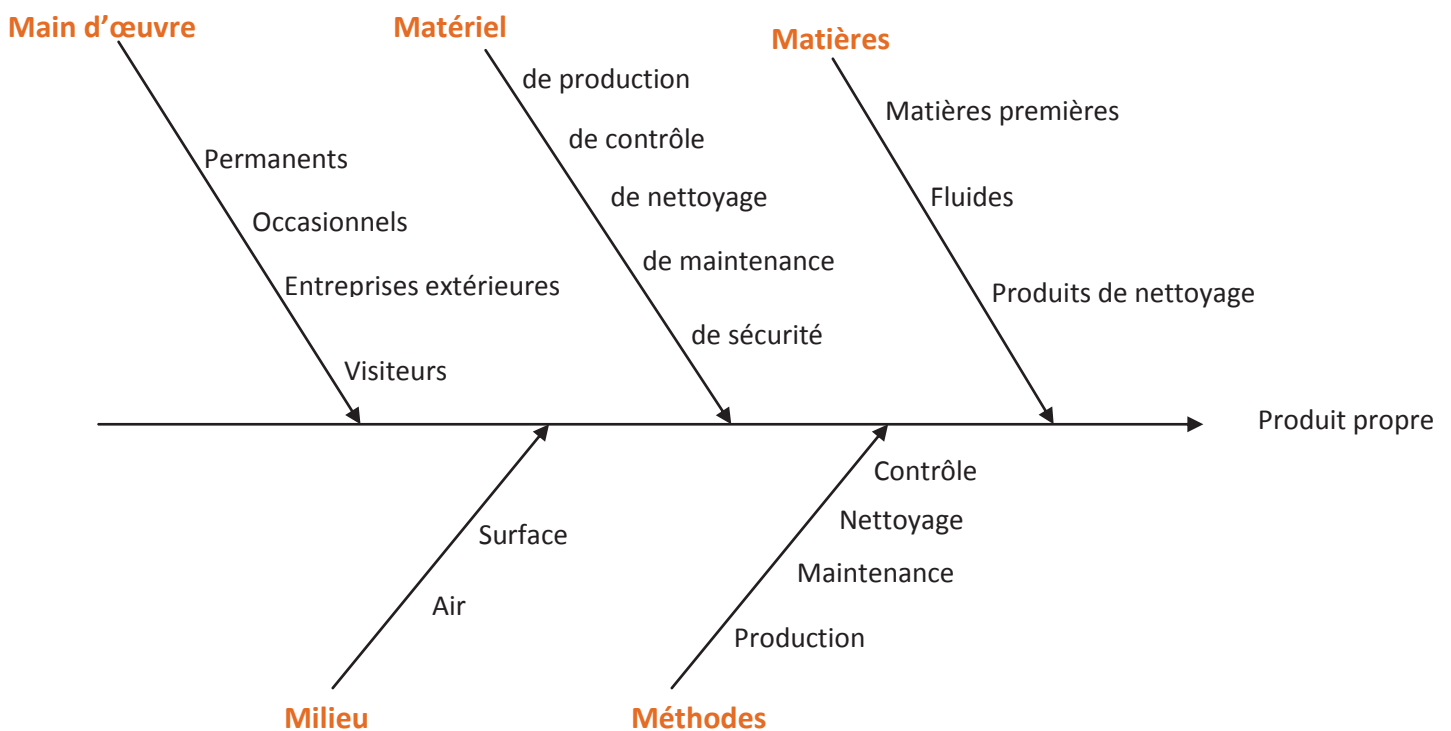 Main d’œuvre
Matériel
Matières
de production
Matières premières
de contrôle
Permanents
de nettoyage
Fluides
Occasionnels
de maintenance
Entreprises extérieures
Produits de nettoyage
de sécurité
Visiteurs
Produit propre
Contrôle
Nettoyage
Surface
Maintenance
Air
Production
Milieu
Méthodes